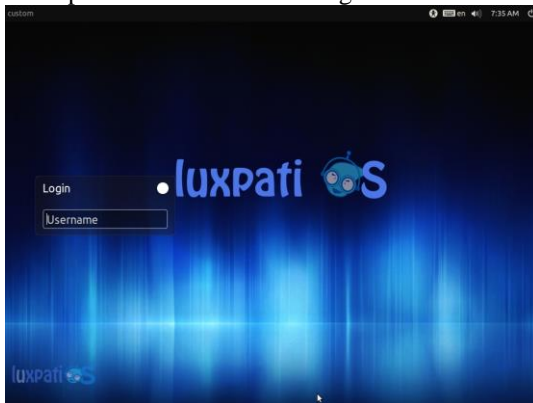 custom
en 7:35 AM
Login
Username
luxpati OS
luxpati OS